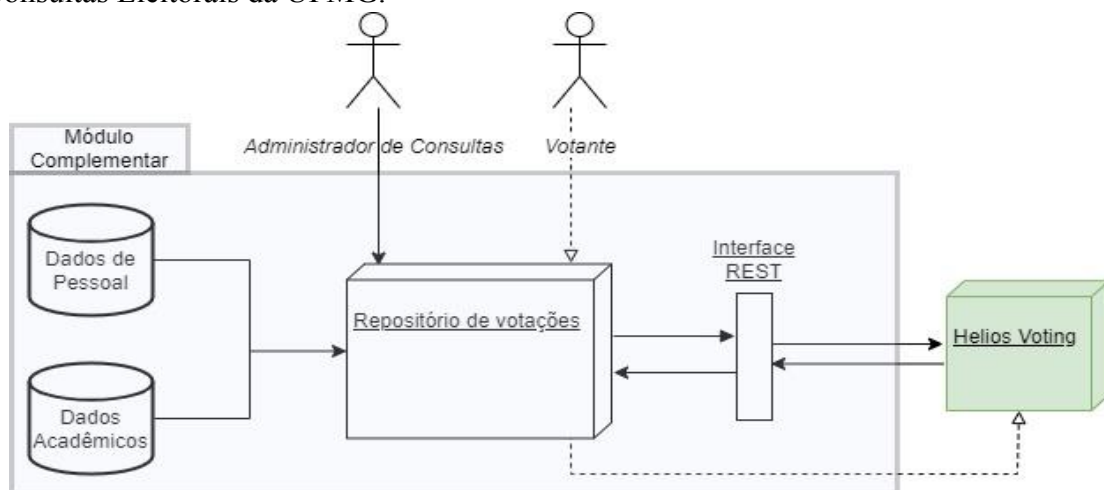 Consultas Eleitorais da UFMG.
Módulo
Complementar
Administrador de Consultas
Votante
Dados de
Pessoal
Interface
REST
Repositório de votações
Helios Voting
Dados
Acadêmicos